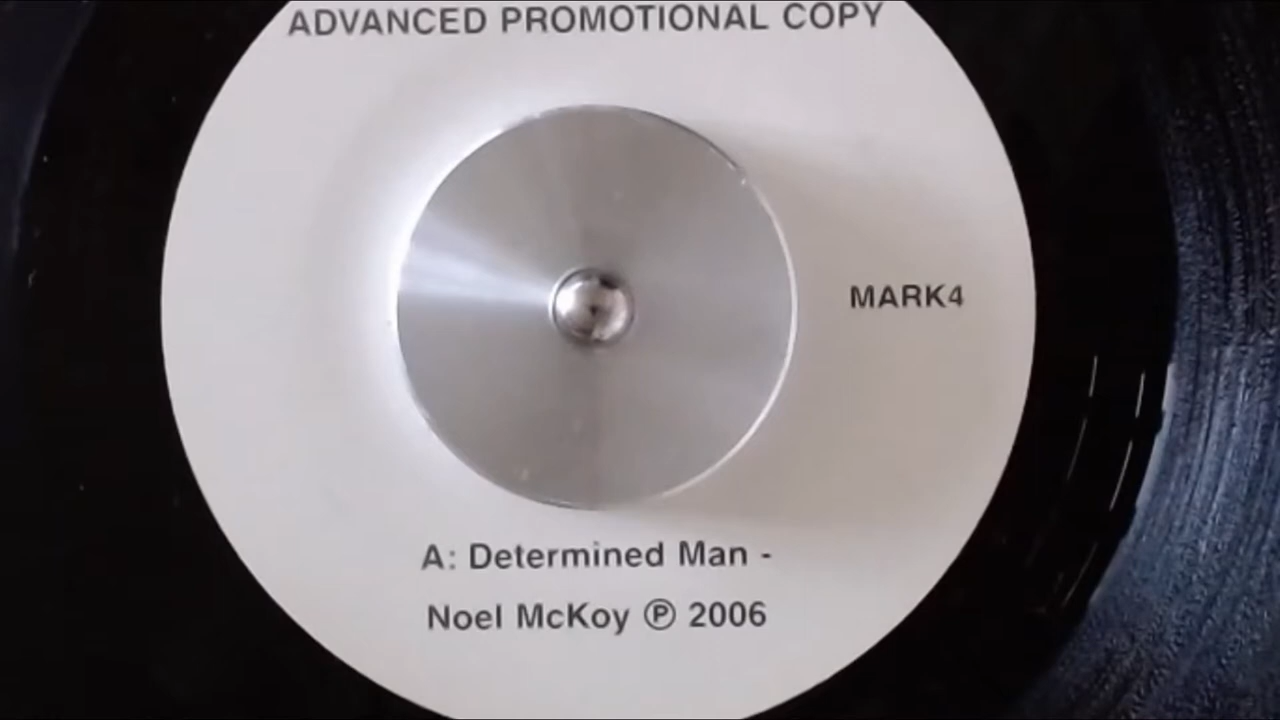 ADVANCED PROMOTIONAL COPY
MARK4
A: Determined Man -
Noel McKoy ℗ 2006